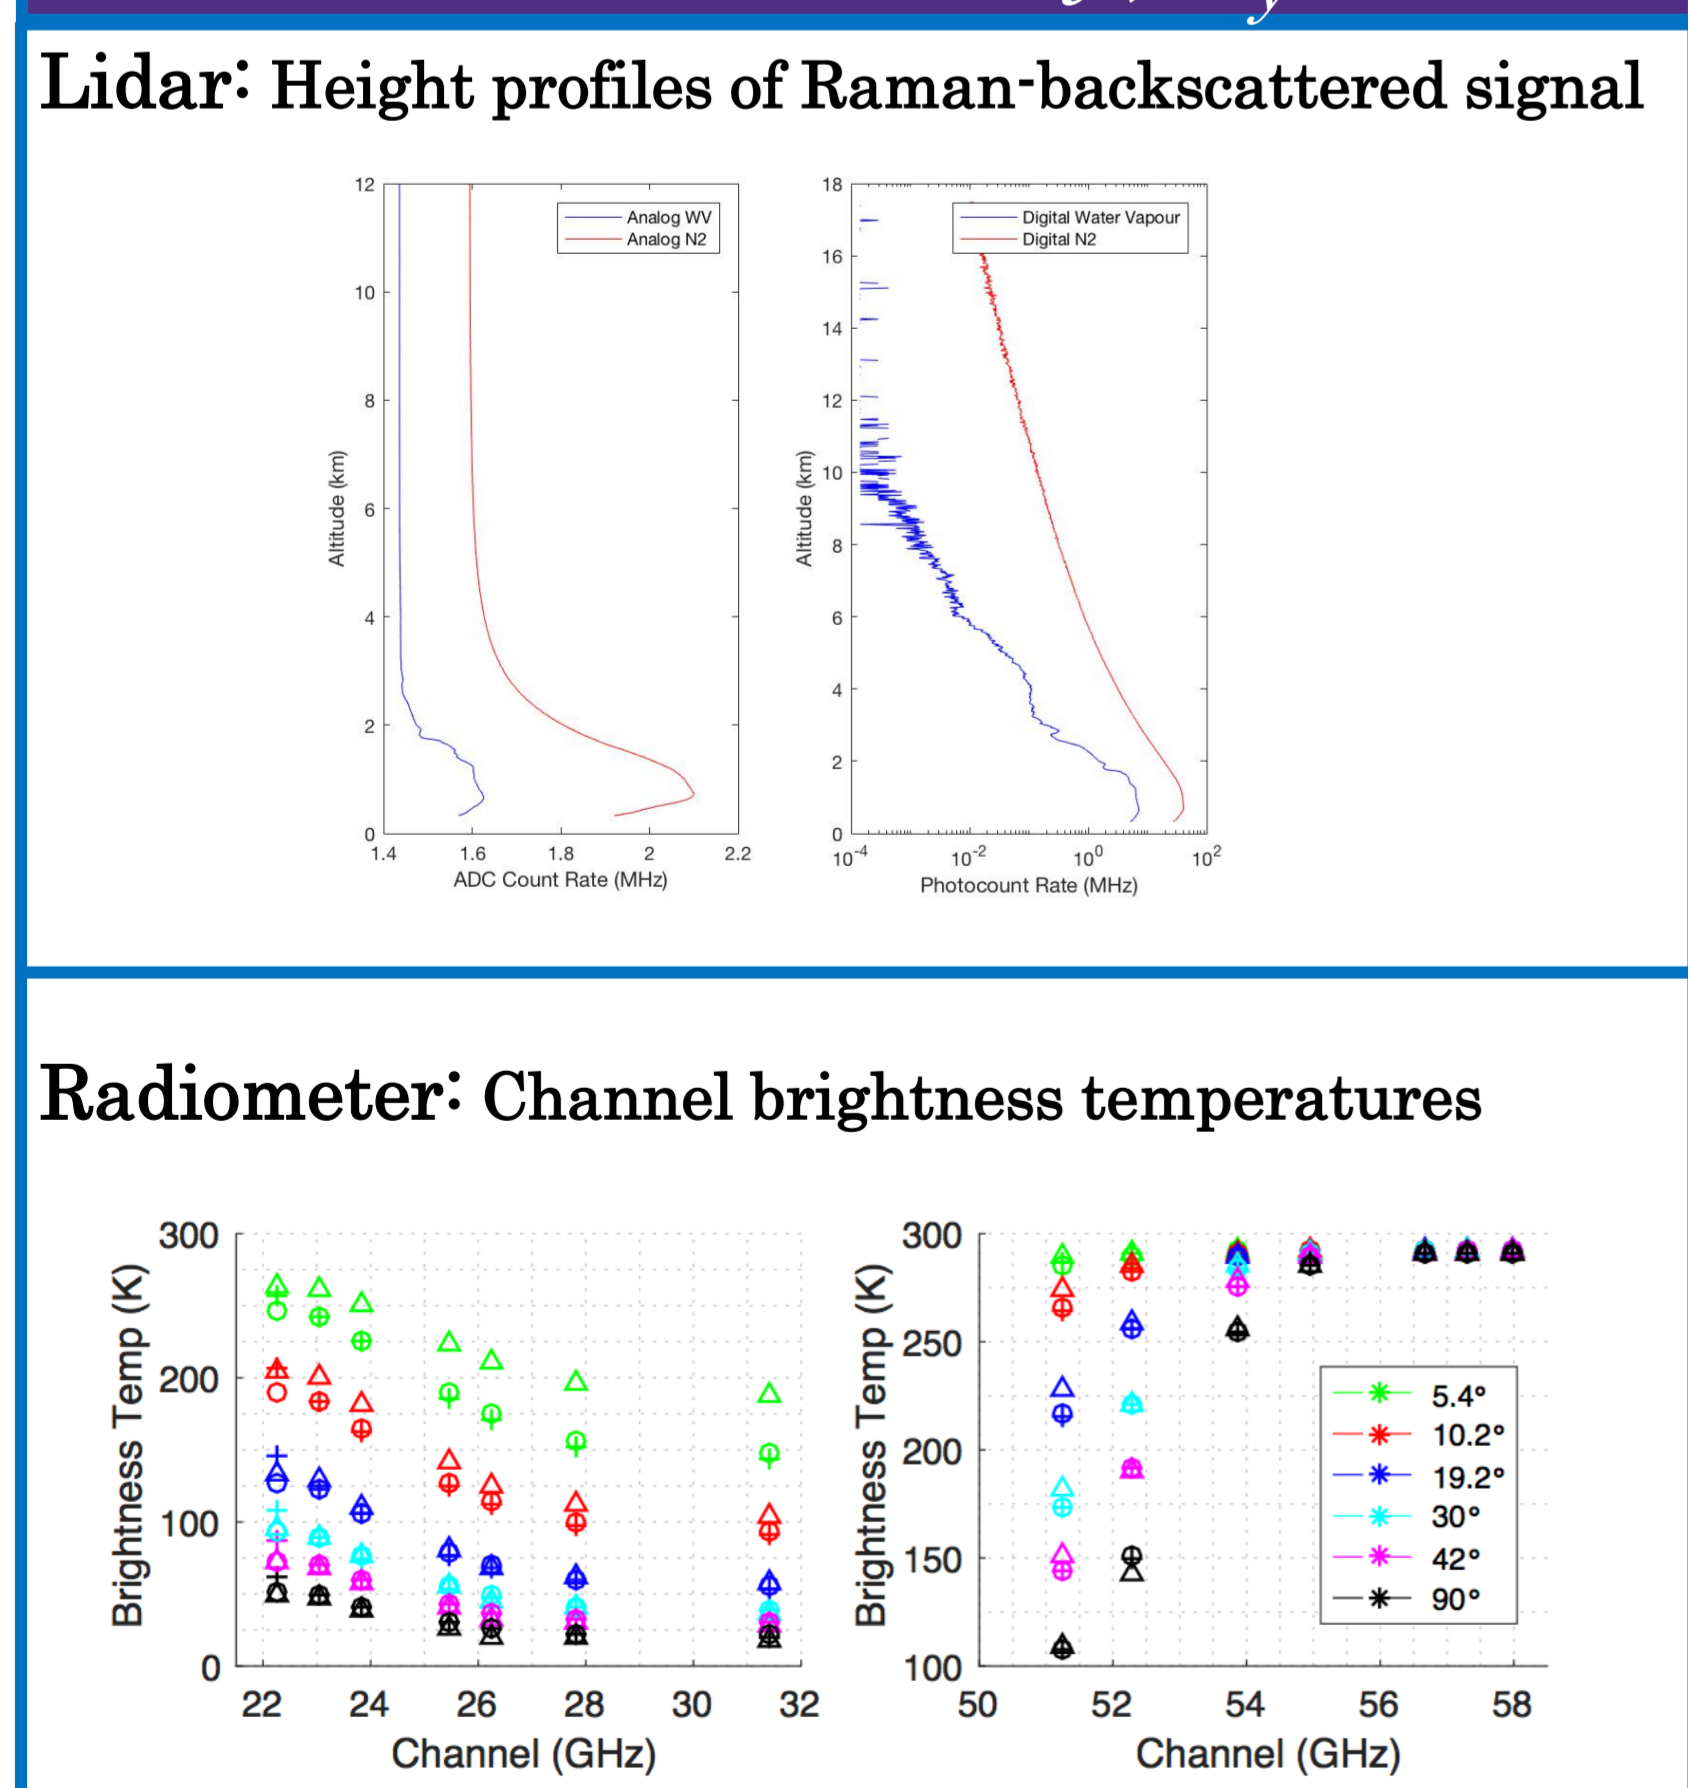 Lidar: Height profiles of Raman-backscattered signal
12
10
8
6
4
2
0
Altitude (km)
Analog WV
Analog N2
1.4 1.6 1.8 2 2.2
ADC Count Rate (MHz)
18
16
14
12
10
8
6
4
2
0
Altitude (km)
Digital Water Vapour
Digital N2
10-4 10-2 100 102
Photocount Rate (MHz)
Radiometer: Channel brightness temperatures
300
200
100
0
Brightness Temp (K)
22 24 26 28 30 32
Channel (GHz)
300
250
200
150
100
Brightness Temp (K)
5.4°
10.2°
19.2°
30°
42°
90°
50 52 54 56 58
Channel (GHz)